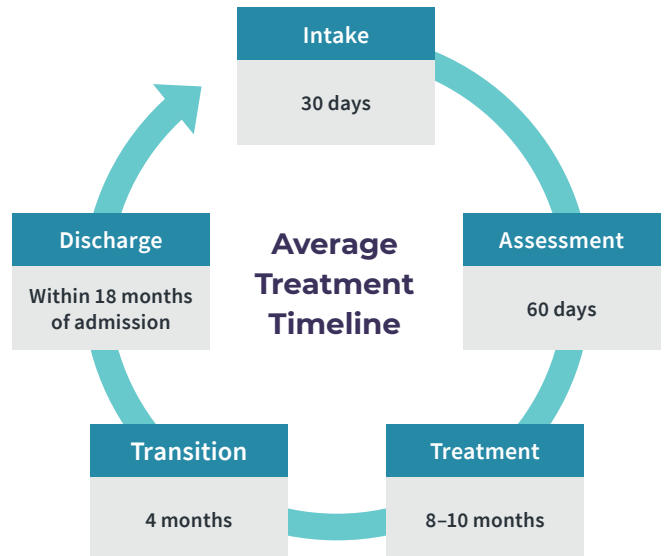 Average
Treatment
Timeline
Intake
30 days
Assessment
60 days
Treatment
8–10 months
Transition
4 months
Discharge
Within 18 months
of admission